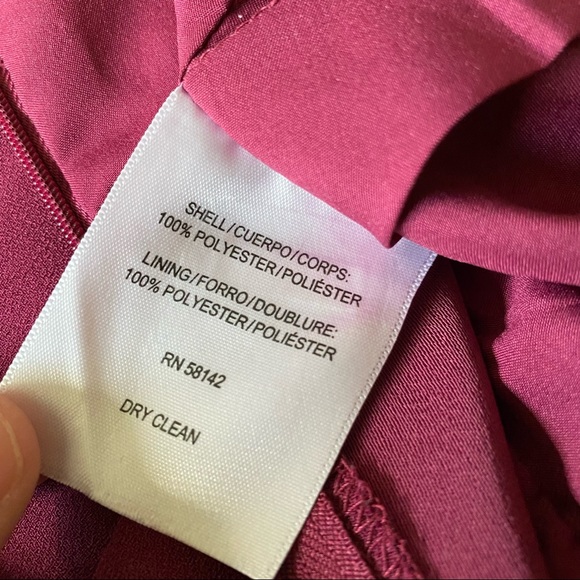 SHELL/CUERPO/CORPS:
100% POLYESTER/POLIÉSTER
LINING/FORRO/DOUBLURE:
100% POLYESTER/POLIÉSTER
RN 58142
DRY CLEAN